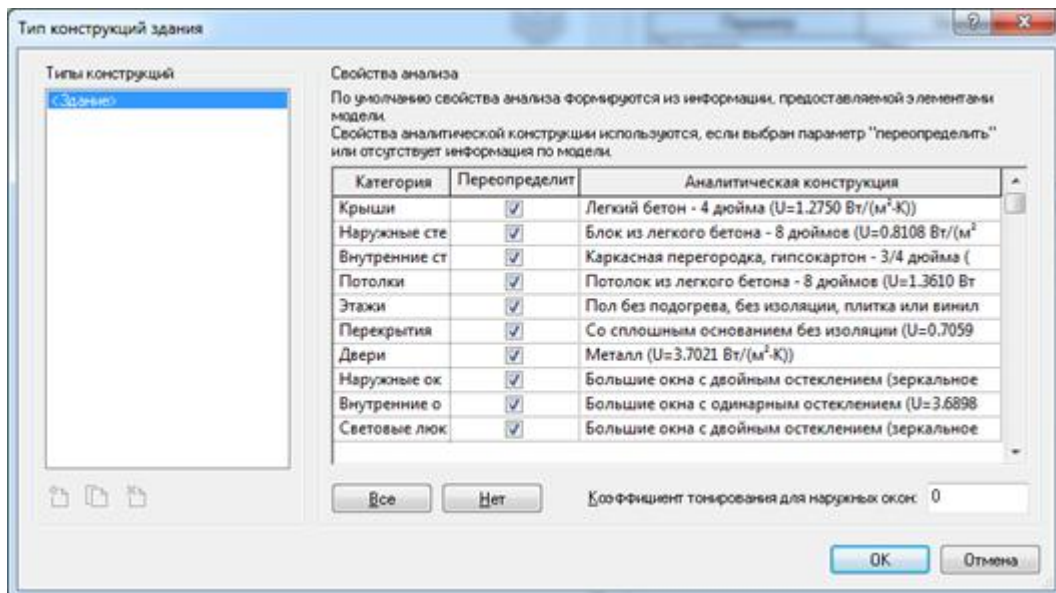 Тип конструкций здания
Типы конструкций
<Здание>
Свойства анализа
По умолчанию свойства анализа формируются из информации, предоставляемой элементами
модели.
Свойства аналитической конструкции используются, если выбран параметр "переопределить"
или отсутствует информация по модели.
Категория Переопределит Аналитическая конструкция
Крыши Легкий бетон - 4 дюйма (U=1.2750 Вт/(м²·К))
Наружные сте Блок из легкого бетона - 8 дюймов (U=0.8108 Вт/(м²
Внутренние ст Каркасная перегородка, гипсокартон - 3/4 дюйма (
Потолки Потолок из легкого бетона - 8 дюймов (U=1.3610 Вт
Этажи Пол без подогрева, без изоляции, плитка или винил
Перекрытия Со сплошным основанием без изоляции (U=0.7059
Двери Металл (U=3.7021 Вт/(м²·К))
Наружные ок Большие окна с двойным остеклением (зеркальное
Внутренние о Большие окна с одинарным остеклением (U=3.6898
Световые люк Большие окна с двойным остеклением (зеркальное
Все Нет Коэффициент тонирования для наружных окон: 0
ОК Отмена